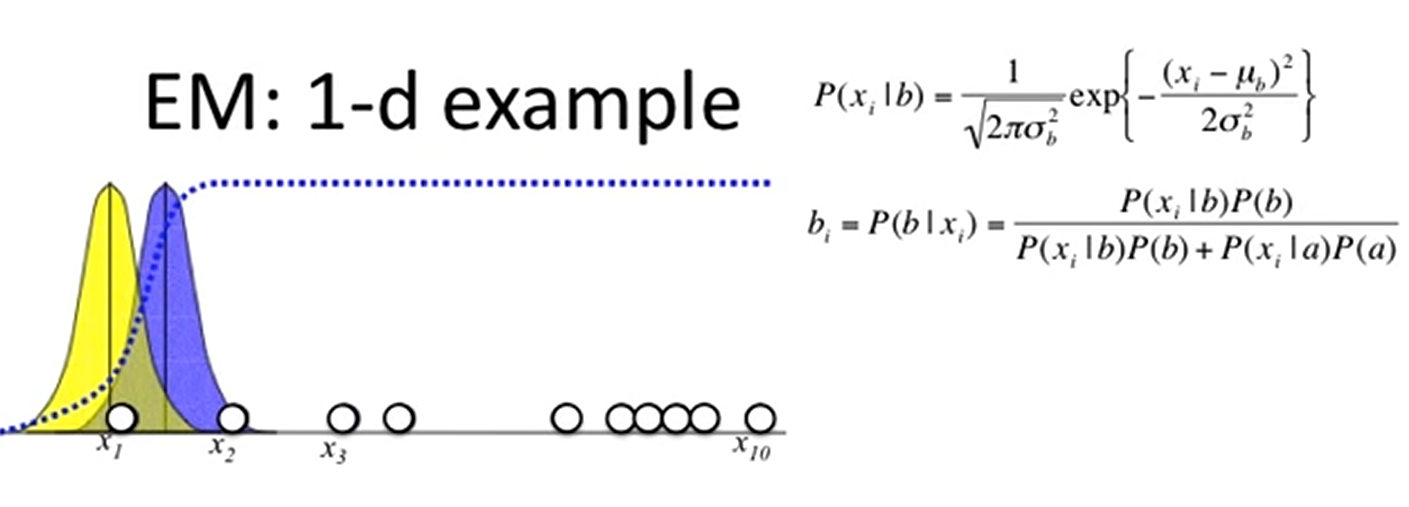 EM: 1-d example
P(x_i | b) = \frac{1}{\sqrt{2\pi\sigma_b^2}} \exp\left\{-\frac{(x_i - \mu_b)^2}{2\sigma_b^2}\right\}
b_i = P(b | x_i) = \frac{P(x_i | b)P(b)}{P(x_i | b)P(b) + P(x_i | a)P(a)}
x_1 x_2 x_3 x_{10}